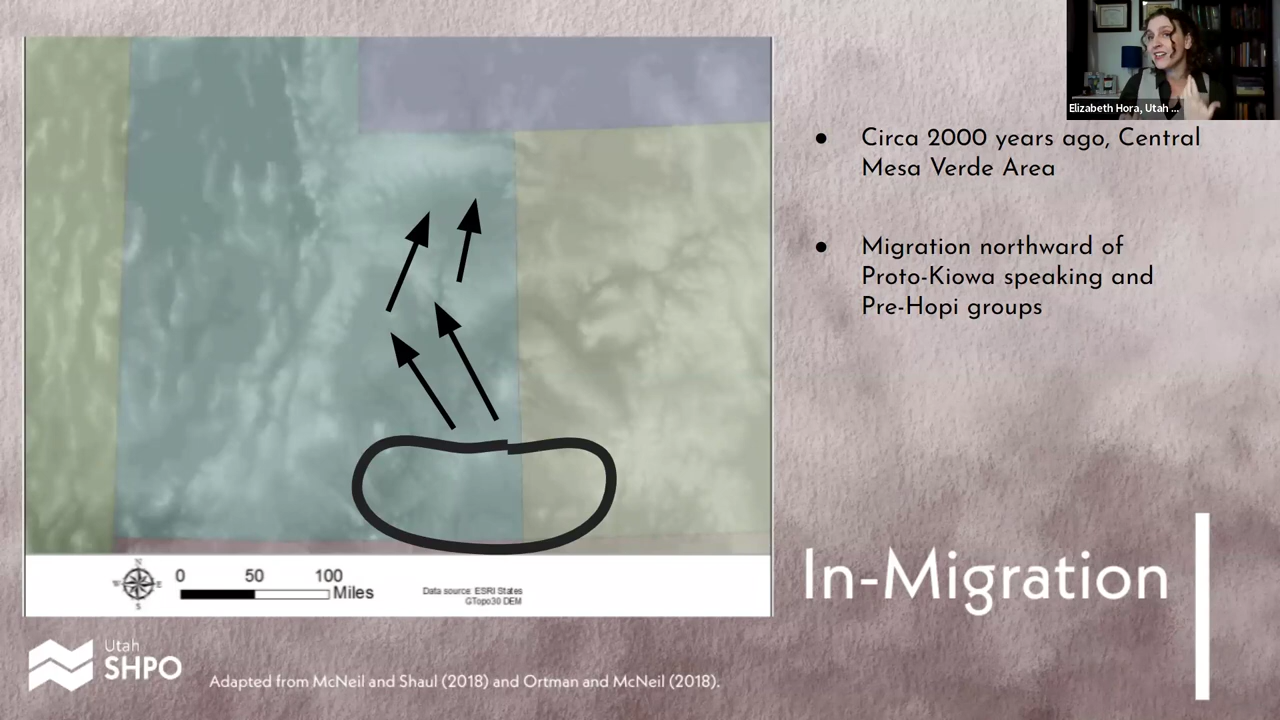 Elizabeth Hora, Utah ...
Circa 2000 years ago, Central
Mesa Verde Area
Migration northward of
Proto-Kiowa speaking and
Pre-Hopi groups
N
W
E
S
0 50 100
Miles
Data source: ESRI States
GTopo30 DEM
In-Migration
Utah
SHPO
Adapted from McNeil and Shaul (2018) and Ortman and McNeil (2018).